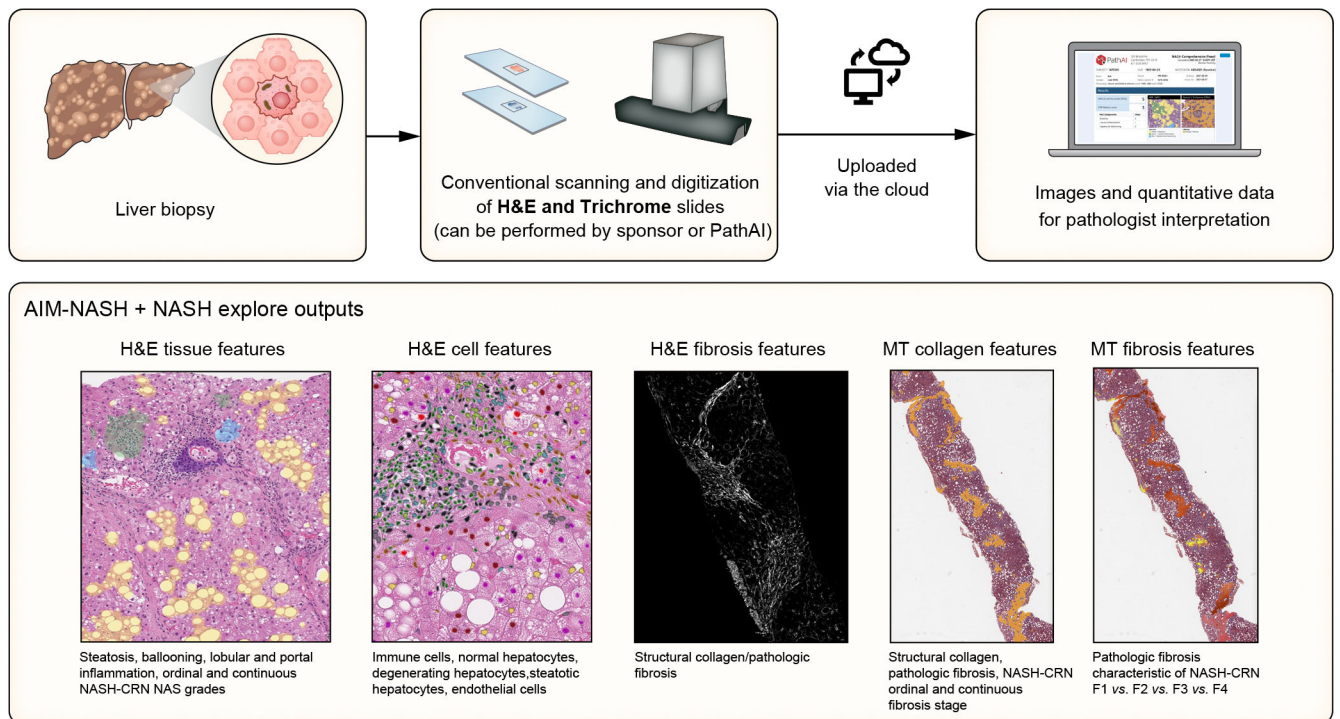 PathAI
Liver biopsy
Conventional scanning and digitization
of H&E and Trichrome slides
(can be performed by sponsor or PathAI)
Uploaded
via the cloud
Images and quantitative data
for pathologist interpretation
AIM-NASH + NASH explore outputs
H&E tissue features
Steatosis, ballooning, lobular and portal
inflammation, ordinal and continuous
NASH-CRN NAS grades
H&E cell features
Immune cells, normal hepatocytes,
degenerating hepatocytes,steatotic
hepatocytes, endothelial cells
H&E fibrosis features
Structural collagen/pathologic
fibrosis
MT collagen features
Structural collagen,
pathologic fibrosis, NASH-CRN
ordinal and continuous
fibrosis stage
MT fibrosis features
Pathologic fibrosis
characteristic of NASH-CRN
F1 vs. F2 vs. F3 vs. F4